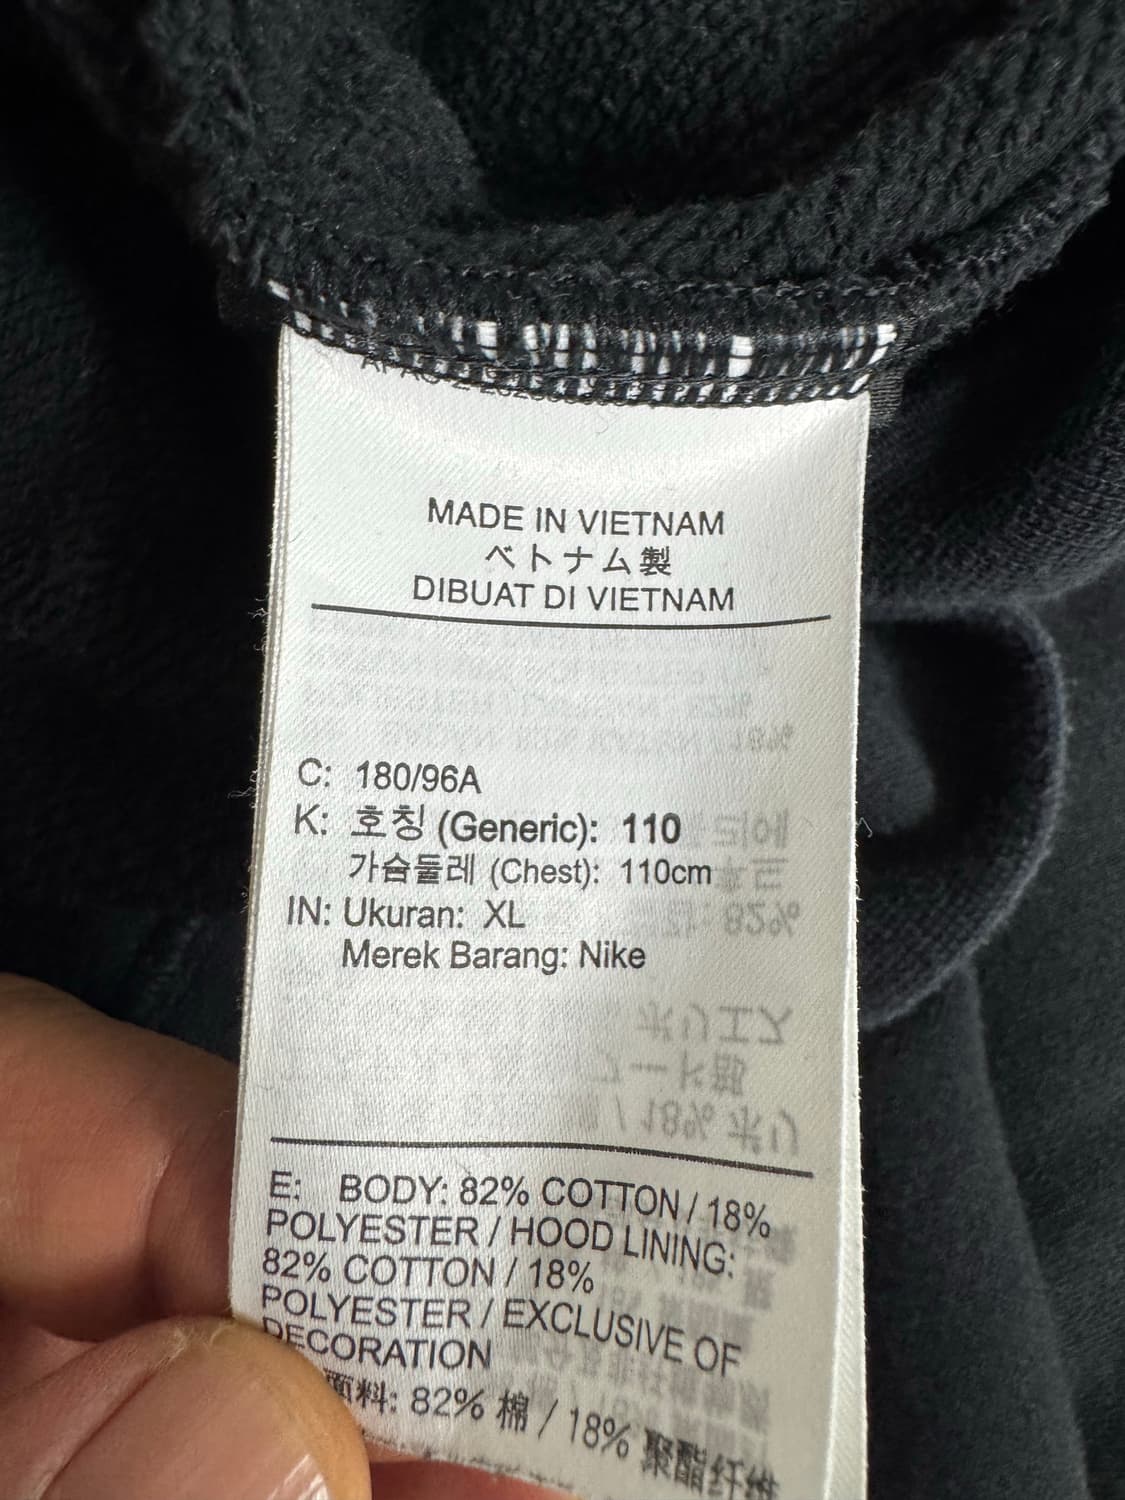 MADE IN VIETNAM
ベトナム製
DIBUAT DI VIETNAM
C: 180/96A
K: 호칭 (Generic): 110
가슴둘레 (Chest): 110cm
IN: Ukuran: XL
Merek Barang: Nike
E: BODY: 82% COTTON / 18%
POLYESTER / HOOD LINING:
82% COTTON / 18%
POLYESTER / EXCLUSIVE OF
DECORATION
面料: 82% 棉 / 18% 聚酯纤维